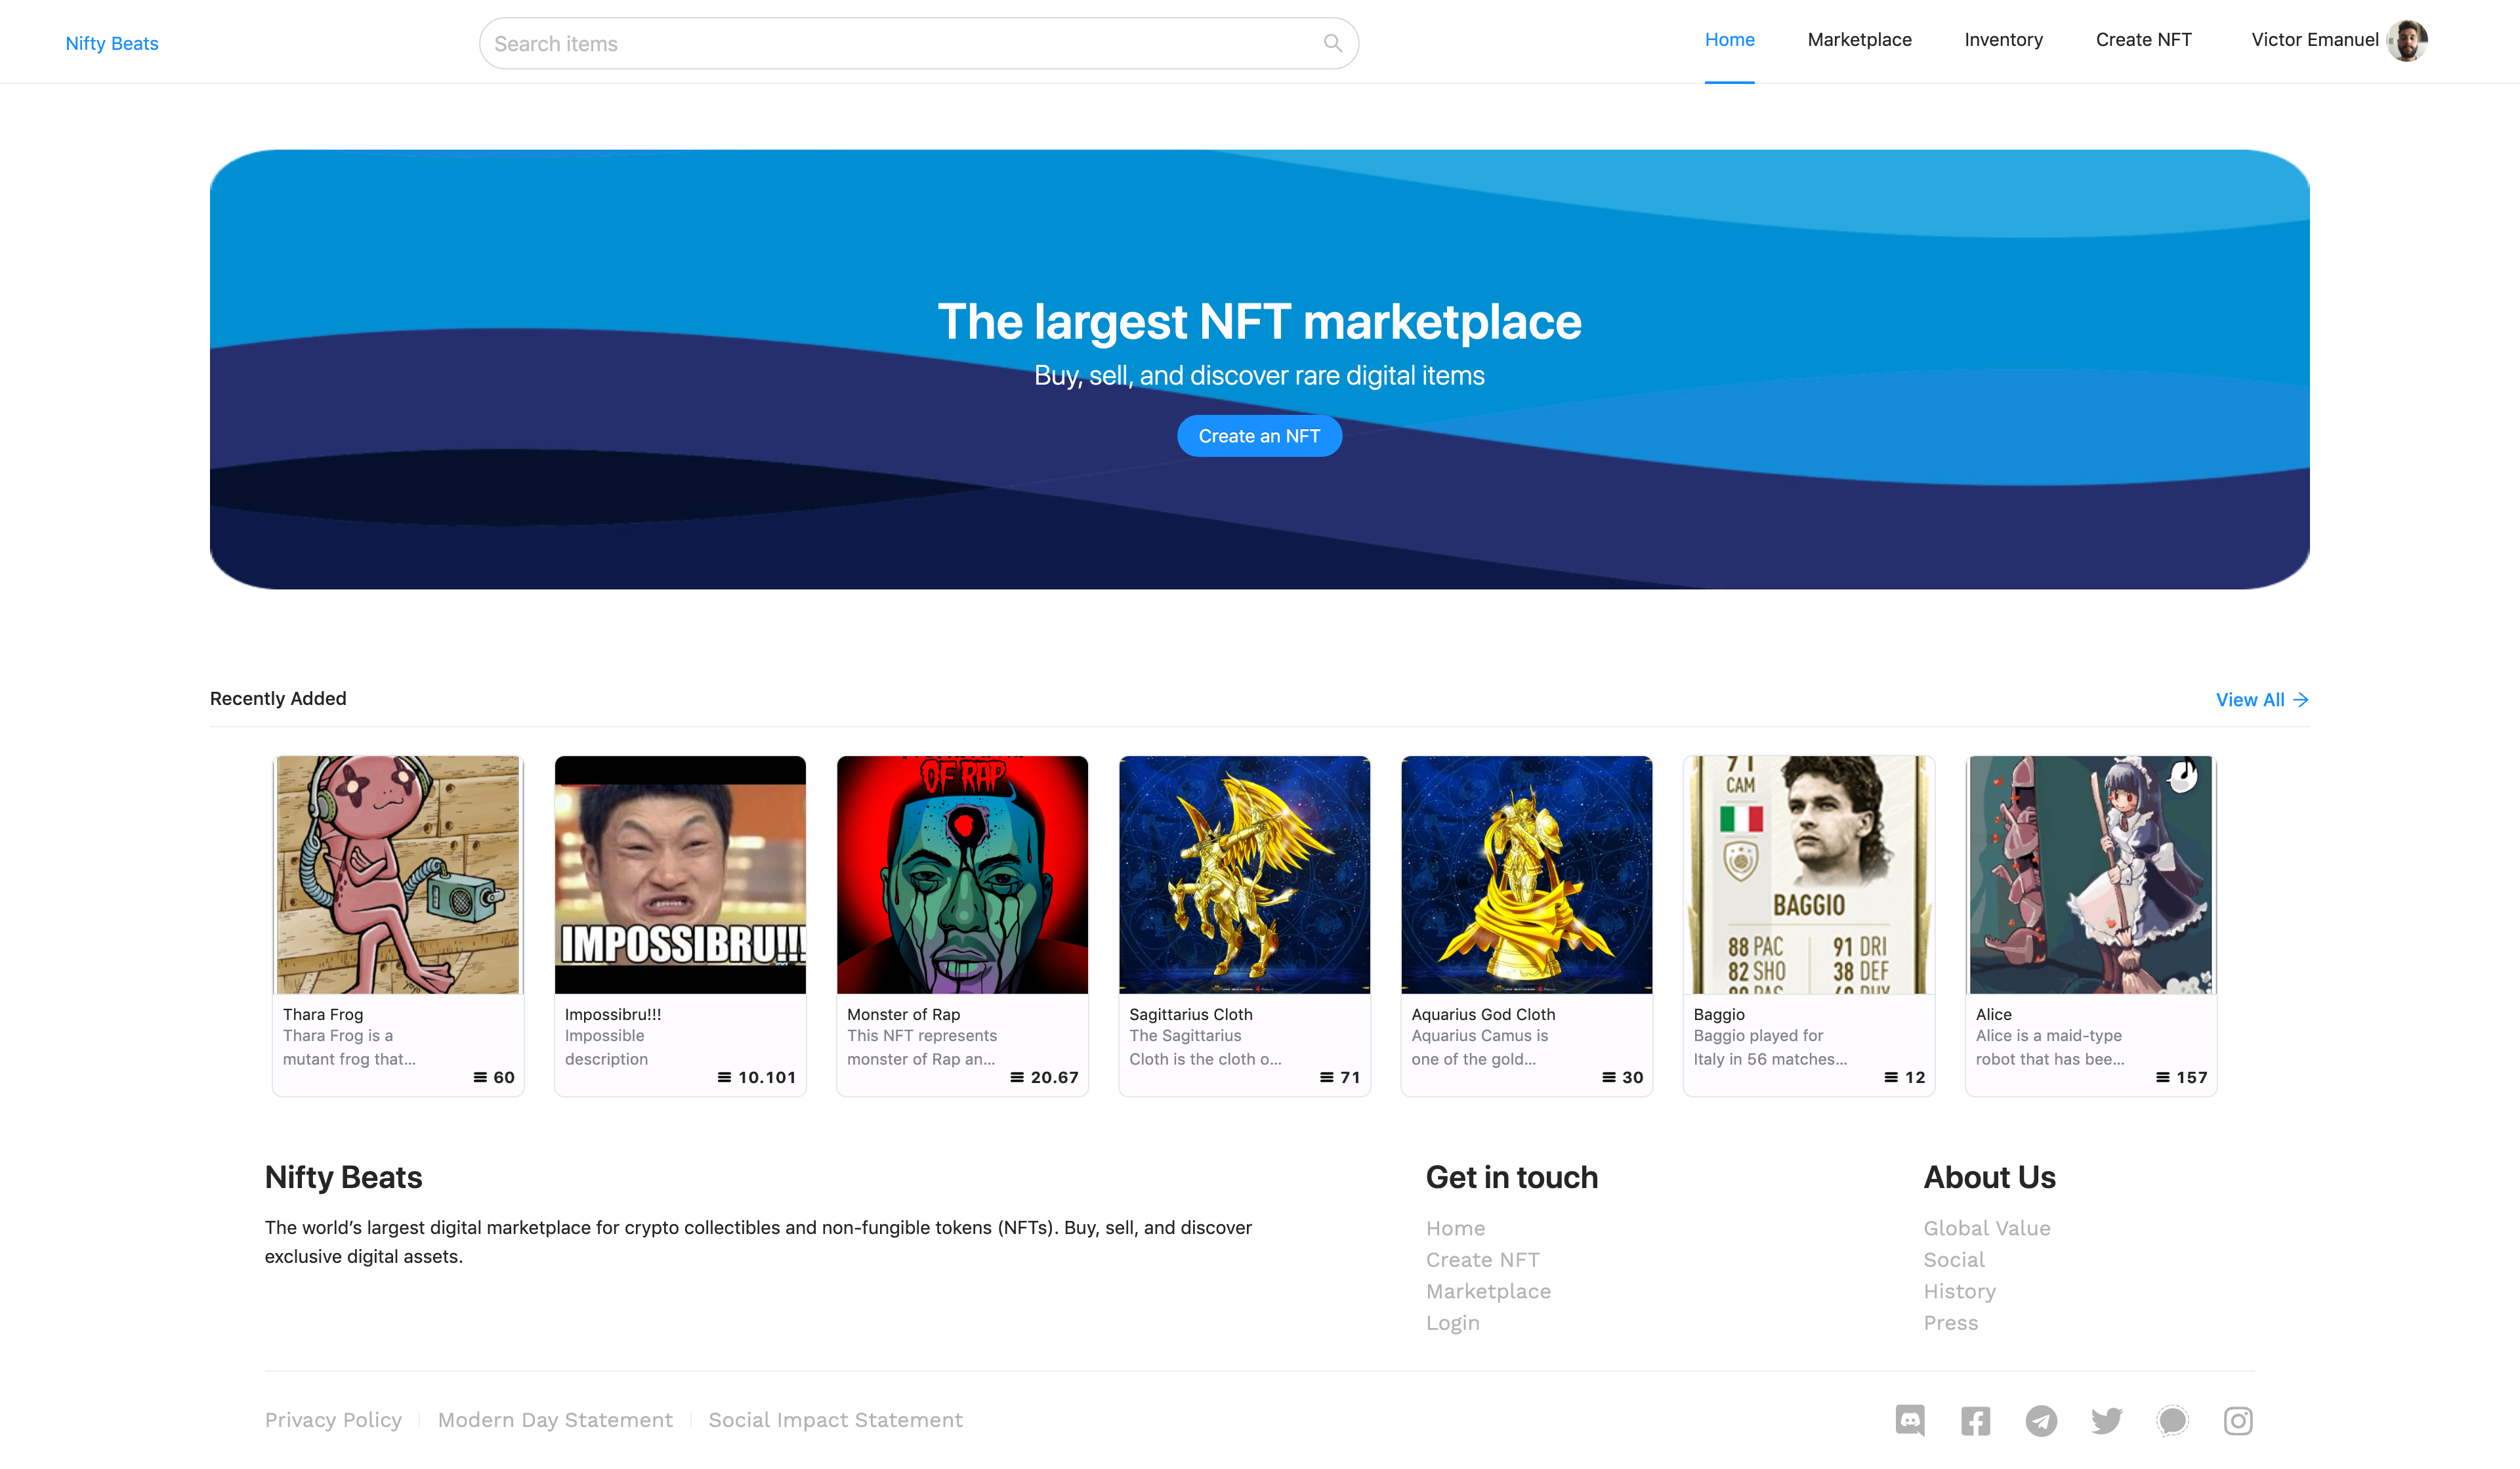 Nifty Beats
Search items
Home
Marketplace
Inventory
Create NFT
Victor Emanuel
The largest NFT marketplace
Buy, sell, and discover rare digital items
Create an NFT
Recently Added
View All
OF RAP
IMPOSSIBRU!!!
CAM
BAGGIO
88 PAC
91 DRI
82 SHO
38 DEF
Thara Frog
Thara Frog is a
mutant frog that...
60
Impossibru!!!
Impossible
description
10.101
Monster of Rap
This NFT represents
monster of Rap an...
20.67
Sagittarius Cloth
The Sagittarius
Cloth is the cloth o...
71
Aquarius God Cloth
Aquarius Camus is
one of the gold...
30
Baggio
Baggio played for
Italy in 56 matches...
12
Alice
Alice is a maid-type
robot that has bee...
157
Nifty Beats
The world’s largest digital marketplace for crypto collectibles and non-fungible tokens (NFTs). Buy, sell, and discover
exclusive digital assets.
Get in touch
Home
Create NFT
Marketplace
Login
About Us
Global Value
Social
History
Press
Privacy Policy
Modern Day Statement
Social Impact Statement